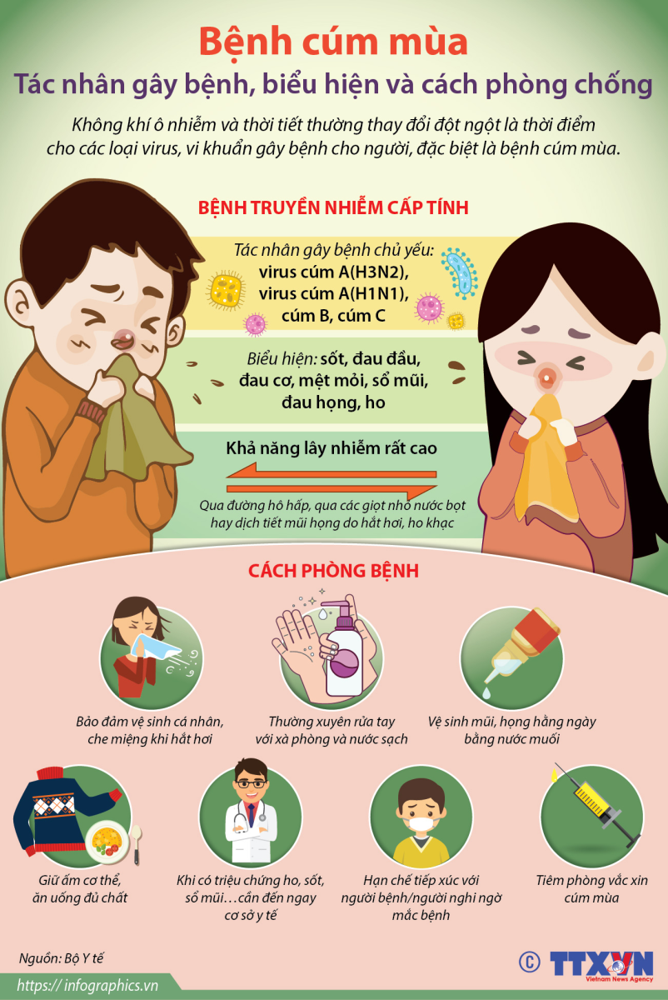 Bệnh cúm mùa
Tác nhân gây bệnh, biểu hiện và cách phòng chống
Không khí ô nhiễm và thời tiết thường thay đổi đột ngột là thời điểm
cho các loại virus, vi khuẩn gây bệnh cho người, đặc biệt là bệnh cúm mùa.
BỆNH TRUYỀN NHIỄM CẤP TÍNH
Tác nhân gây bệnh chủ yếu:
virus cúm A(H3N2),
virus cúm A(H1N1),
cúm B, cúm C
Biểu hiện: sốt, đau đầu,
đau cơ, mệt mỏi, sổ mũi,
đau họng, ho
Khả năng lây nhiễm rất cao
Qua đường hô hấp, qua các giọt nhỏ nước bọt
hay dịch tiết mũi họng do hắt hơi, ho khạc
CÁCH PHÒNG BỆNH
Bảo đảm vệ sinh cá nhân,
che miệng khi hắt hơi
Thường xuyên rửa tay
với xà phòng và nước sạch
Vệ sinh mũi, họng hằng ngày
bằng nước muối
Giữ ấm cơ thể,
ăn uống đủ chất
Khi có triệu chứng ho, sốt,
sổ mũi...cần đến ngay
cơ sở y tế
Hạn chế tiếp xúc với
người bệnh/người nghi ngờ
mắc bệnh
Tiêm phòng vắc xin
cúm mùa
Nguồn: Bộ Y tế
© TTXVN
Vietnam News Agency
https:// infographics.vn